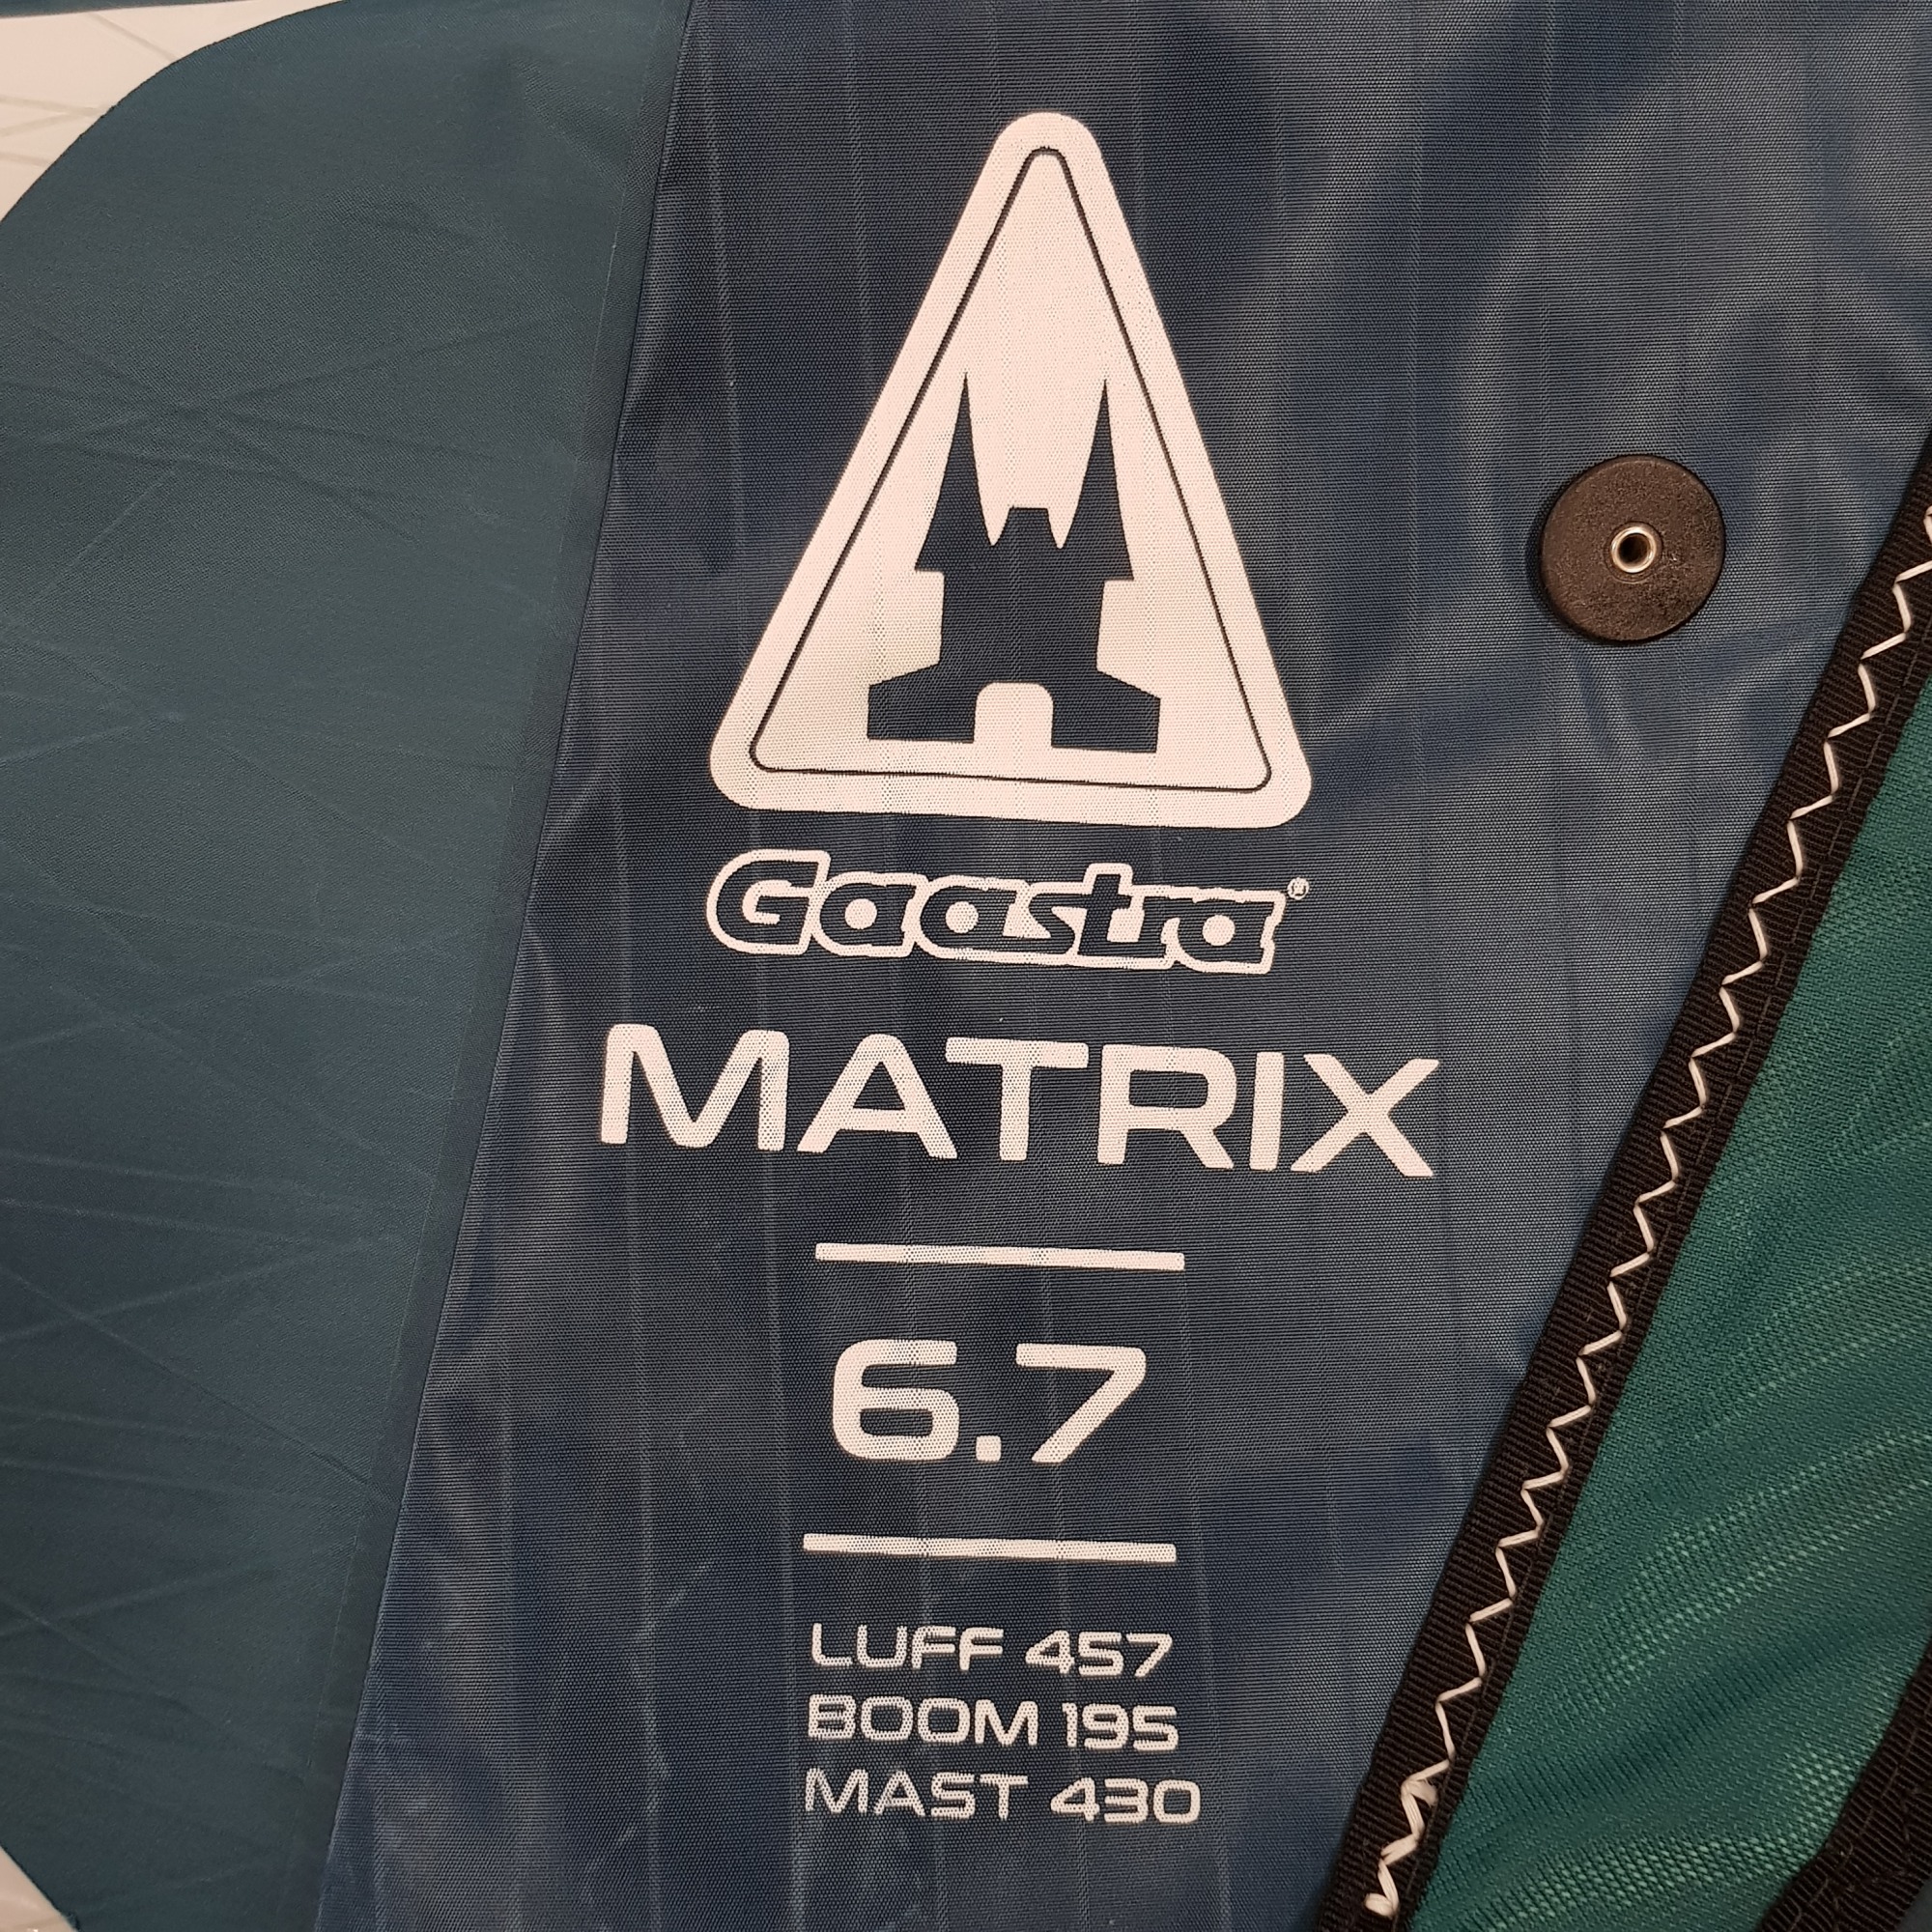 Gaastra®
MATRIX
6.7
LUFF 457
BOOM 195
MAST 430